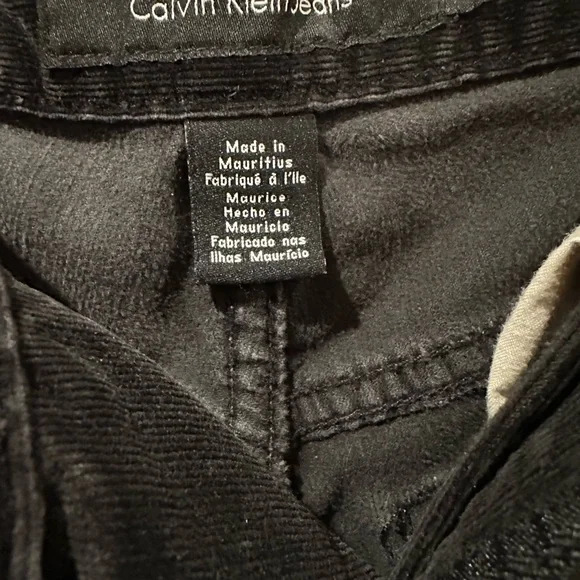 Calvin Klein Jeans
Made in
Mauritius
Fabriqué à l'Ile
Maurice
Hecho en
Mauricio
Fabricado nas
Ilhas Maurício